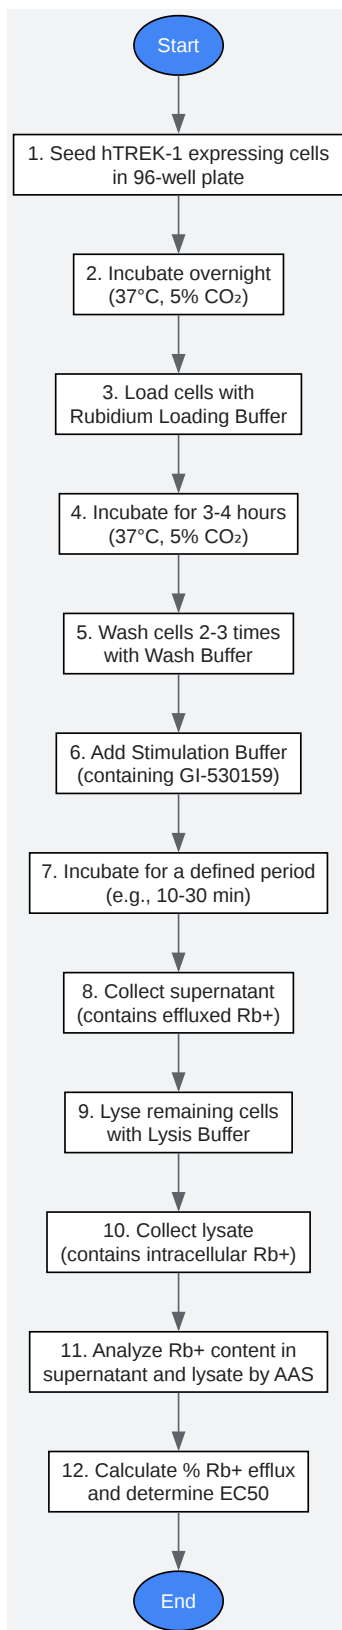 Start
1. Seed hTREK-1 expressing cells
in 96-well plate
2. Incubate overnight
(37°C, 5% CO₂)
3. Load cells with
Rubidium Loading Buffer
4. Incubate for 3-4 hours
(37°C, 5% CO₂)
5. Wash cells 2-3 times
with Wash Buffer
6. Add Stimulation Buffer
(containing GI-530159)
7. Incubate for a defined period
(e.g., 10-30 min)
8. Collect supernatant
(contains effluxed Rb+)
9. Lyse remaining cells
with Lysis Buffer
10. Collect lysate
(contains intracellular Rb+)
11. Analyze Rb+ content in
supernatant and lysate by AAS
12. Calculate % Rb+ efflux
and determine EC50
End